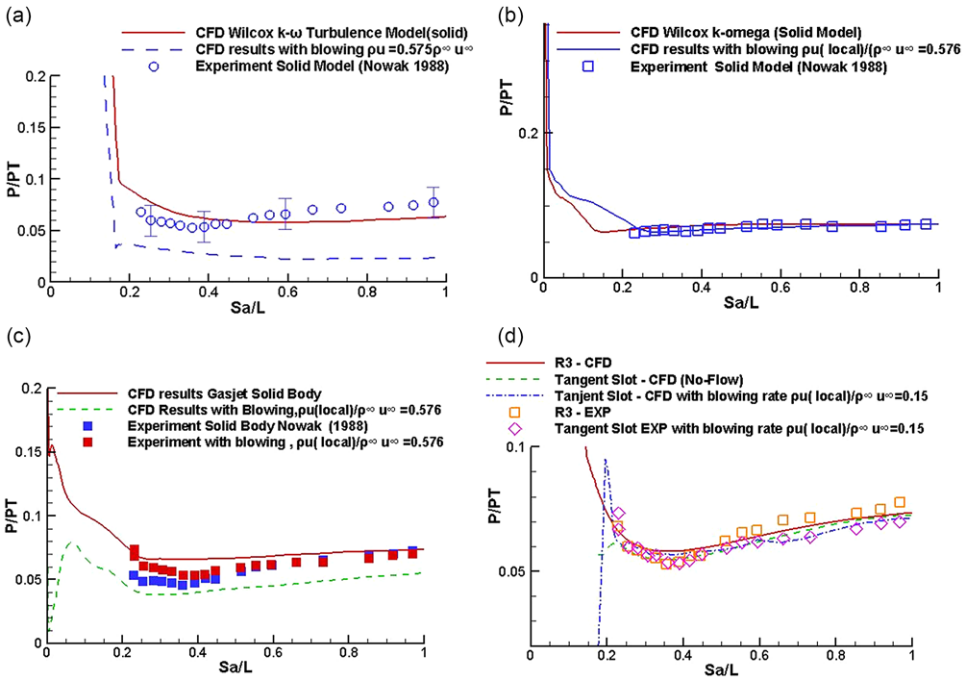 (a)
CFD Wilcox k-ω Turbulence Model(solid)
CFD results with blowing ρu =0.575ρ∞ u∞
Experiment Solid Model (Nowak 1988)
0.2
0.15
0.1
0.05
0
P/PT
0
0.2
0.4
0.6
0.8
1
Sa/L
(b)
CFD Wilcox k-omega (Solid Model)
CFD results with blowing ρu( local)/(ρ∞ u∞ =0.576
Experiment Solid Model (Nowak 1988)
0.2
0
P/PT
0
0.2
0.4
0.6
0.8
1
Sa/L
(c)
CFD results Gasjet Solid Body
CFD Results with Blowing,ρu(local)/ρ∞ u∞ =0.576
Experiment Solid Body Nowak (1988)
Experiment with blowing , ρu( local)/ρ∞ u∞ =0.576
0.2
0.15
0.1
0.05
0
P/PT
0
0.2
0.4
0.6
0.8
1
Sa/L
(d)
R3 - CFD
Tangent Slot - CFD (No-Flow)
Tanjent Slot - CFD with blowing rate ρu( local)/ρ∞ u∞=0.15
R3 - EXP
Tangent Slot EXP with blowing rate ρu( local)/ρ∞ u∞=0.15
0.1
0.05
P/PT
0
0.2
0.4
0.6
0.8
1
Sa/L